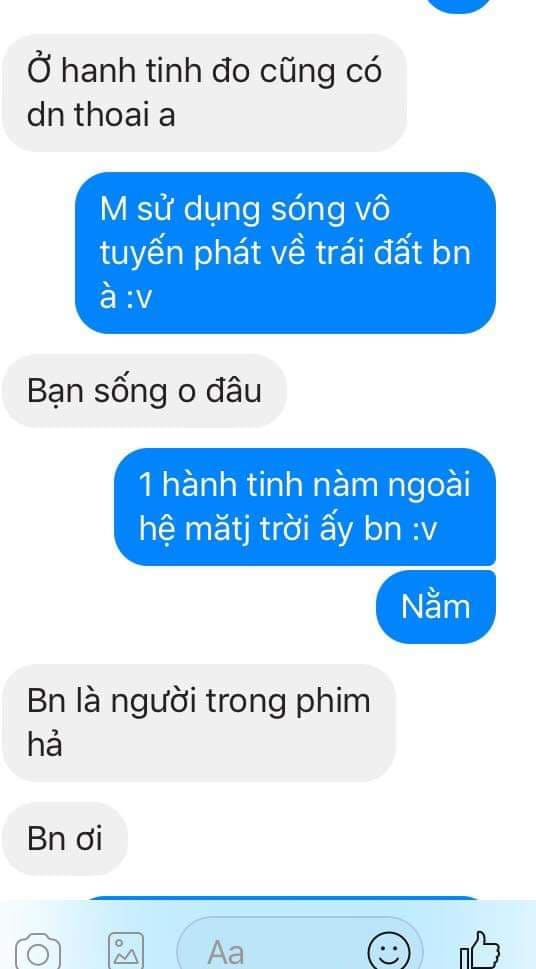 Ở hanh tinh đo cũng có
dn thoai a
M sử dụng sóng vô
tuyến phát về trái đất bn
à :v
Bạn sống o đâu
1 hành tinh nàm ngoài
hệ mătj trời ấy bn :v
Nằm
Bn là người trong phim
hả
Bn ơi
Aa